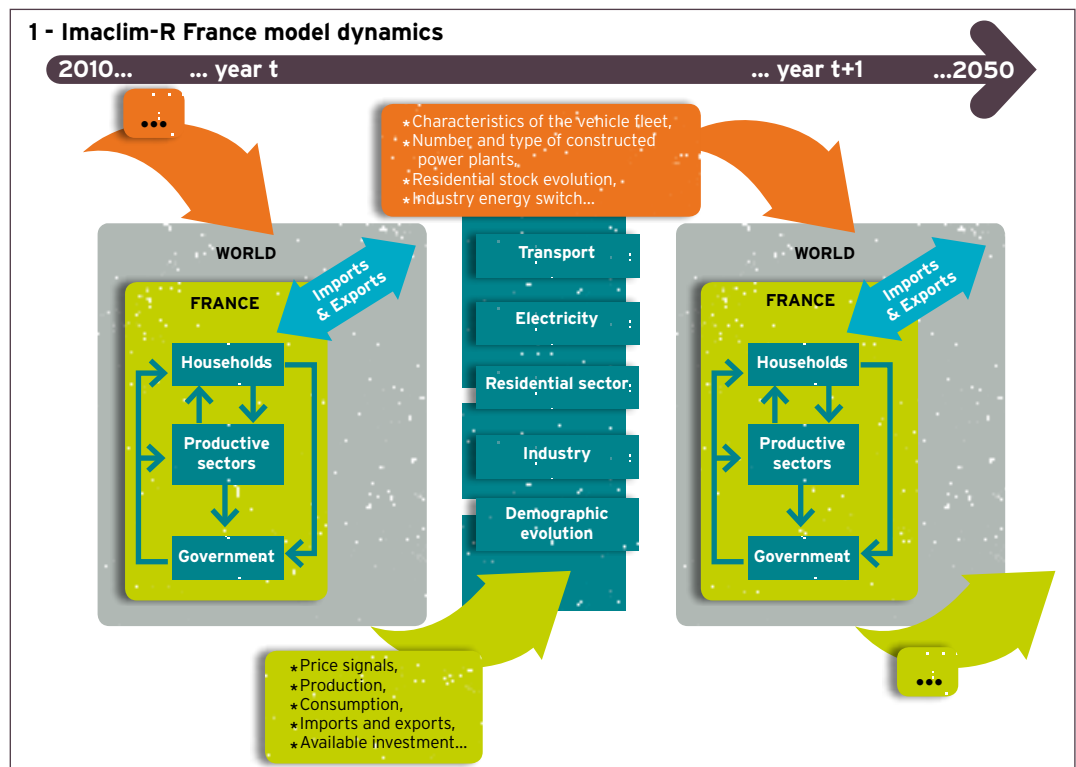 1 - Imaclim-R France model dynamics
2010... ... year t ... year t+1 ...2050
...
*Characteristics of the vehicle fleet,
*Number and type of constructed
power plants,
*Residential stock evolution,
*Industry energy switch...
WORLD
Imports
& Exports
FRANCE
Households
Productive
sectors
Government
Transport
Electricity
Residential sector
Industry
Demographic
evolution
WORLD
Imports
& Exports
FRANCE
Households
Productive
sectors
Government
*Price signals,
*Production,
*Consumption,
*Imports and exports,
*Available investment...
...